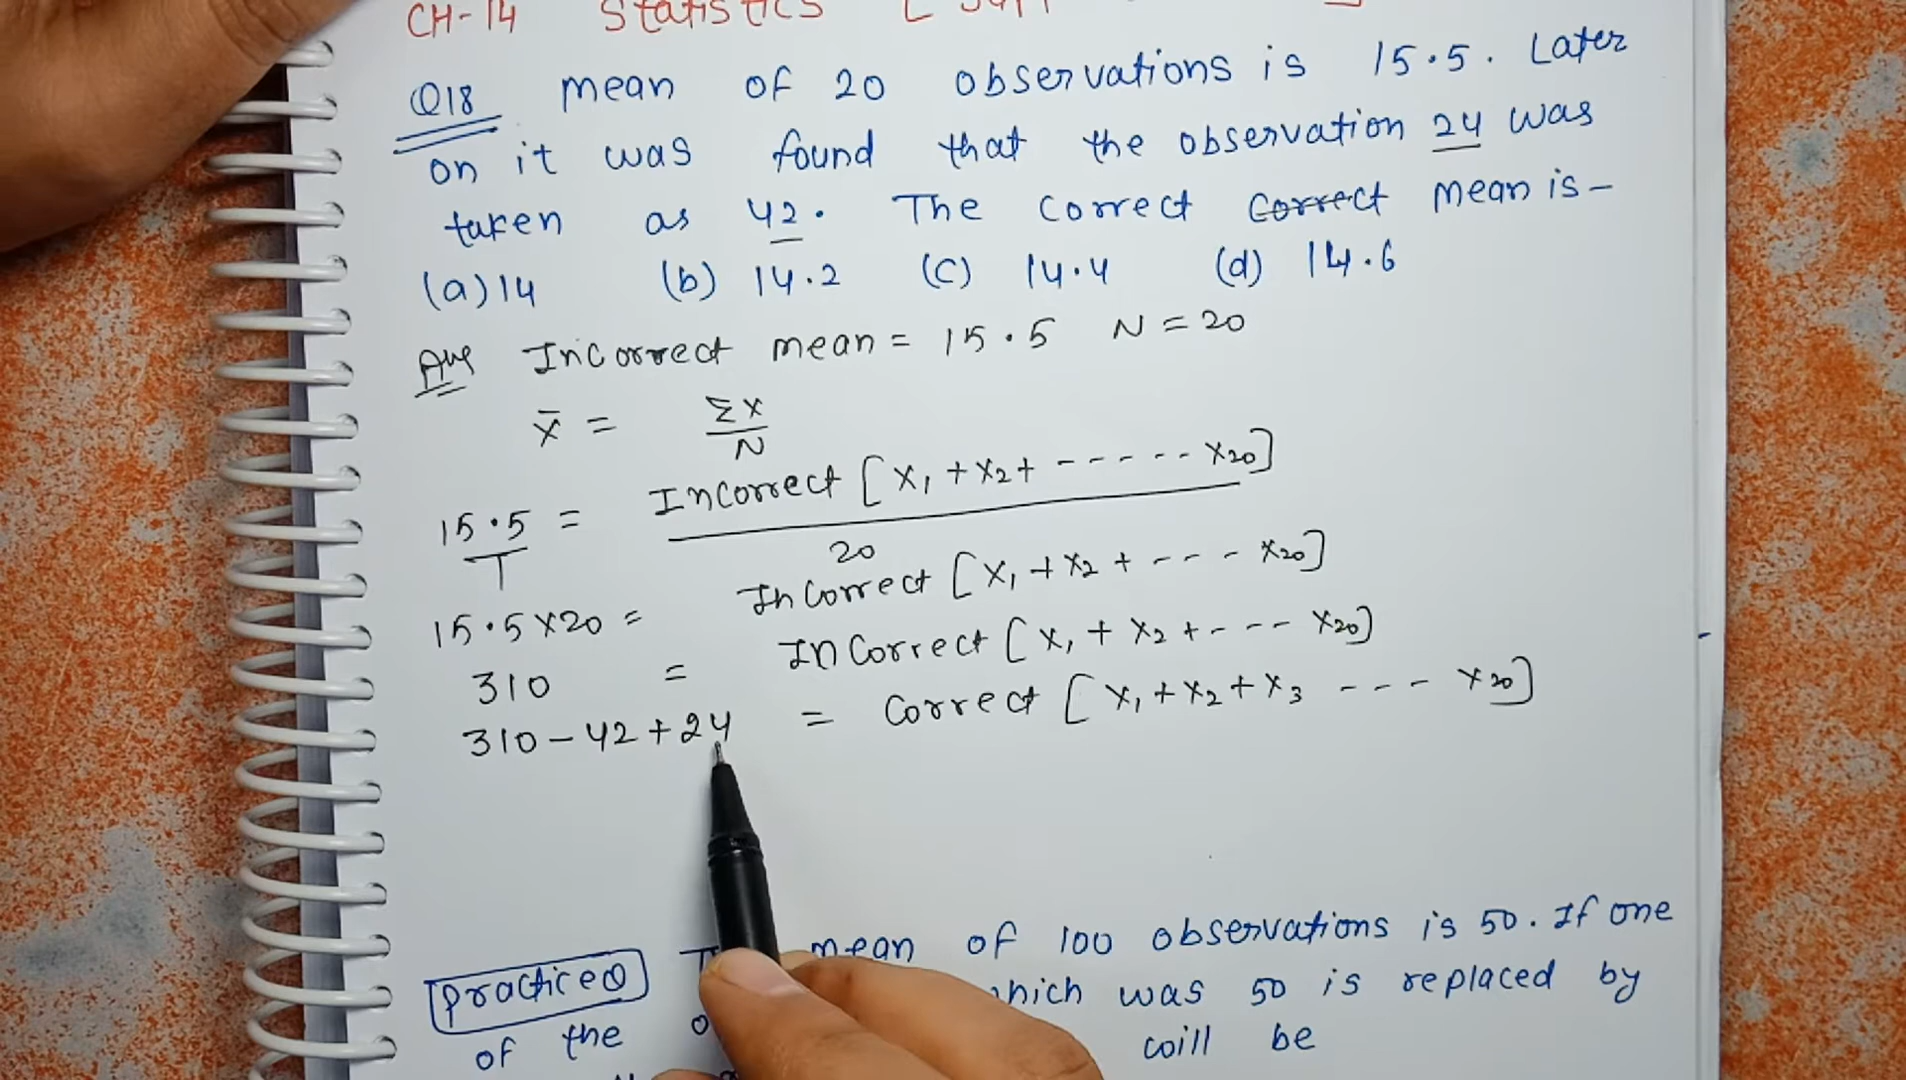 CH-14 Statistics [
Q18 mean of 20 observations is 15.5. Later
on it was found that the observation 24 was
taken as 42. The correct correct mean is -
(a) 14 (b) 14.2 (c) 14.4 (d) 14.6
Ans Incorrect mean = 15.5 N = 20
x̄ = Σx/N
15.5/1 = Incorrect [x₁ + x₂ + ------ x₂₀]/20
15.5×20 = Incorrect [x₁ + x₂ + --- x₂₀]
310 = Incorrect [x₁ + x₂ + --- x₂₀]
310 - 42 + 24 = correct [x₁ + x₂ + x₃ --- x₂₀]
practice Q mean of 100 observations is 50. If one
of the which was 50 is replaced by
will be